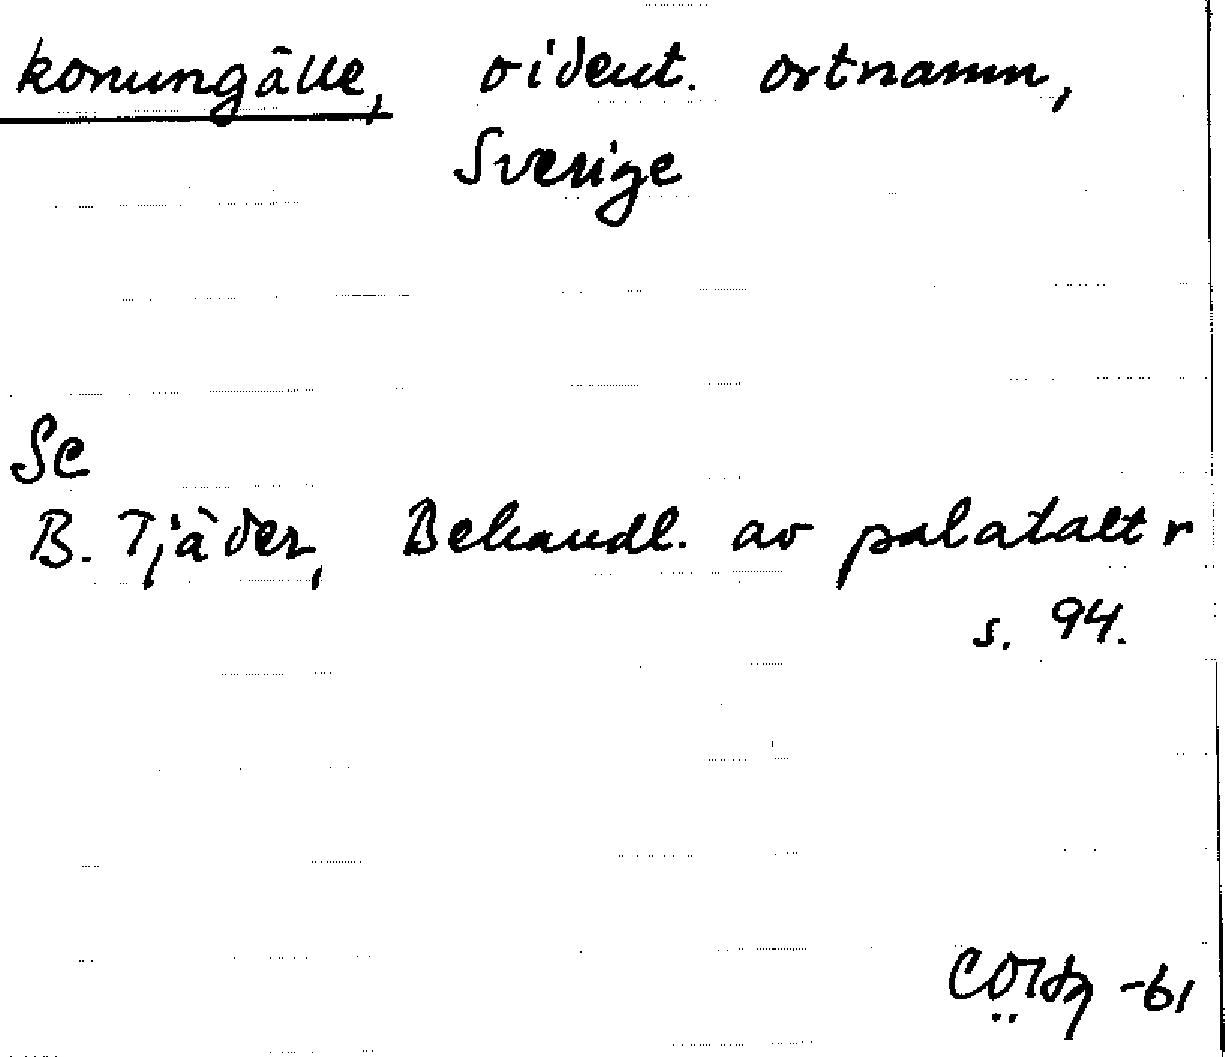 konungälle, oident. ortnamn,
Sverige
Se
B. Tjäder, Behandl. av palatalt r
s. 94.
-61